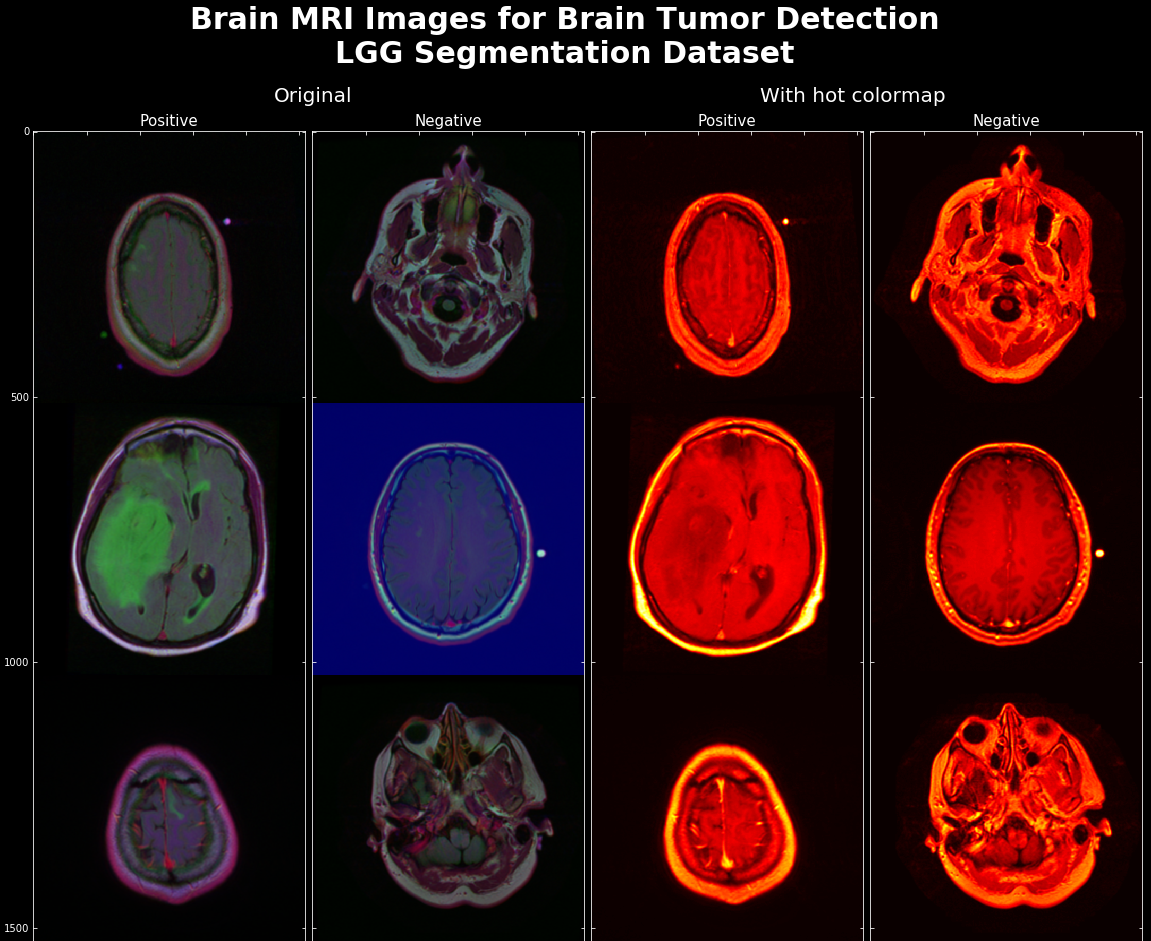 Brain MRI Images for Brain Tumor Detection
LGG Segmentation Dataset
Original
With hot colormap
Positive
Negative
Positive
Negative
0
500
1000
1500